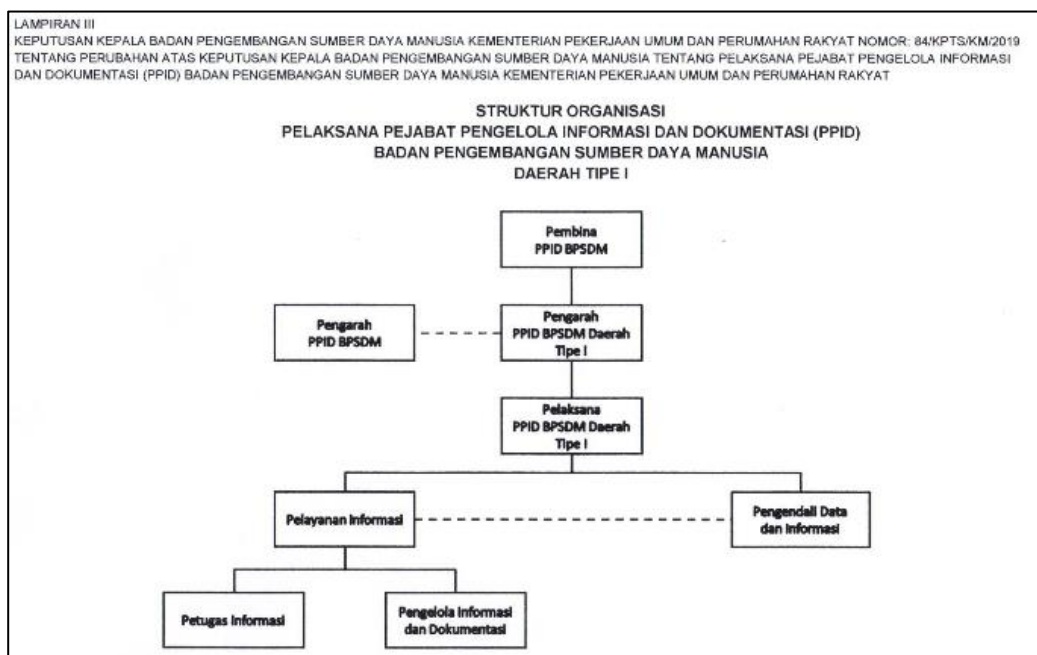 LAMPIRAN III
KEPUTUSAN KEPALA BADAN PENGEMBANGAN SUMBER DAYA MANUSIA KEMENTERIAN PEKERJAAN UMUM DAN PERUMAHAN RAKYAT NOMOR: 84/KPTS/KM/2019
TENTANG PERUBAHAN ATAS KEPUTUSAN KEPALA BADAN PENGEMBANGAN SUMBER DAYA MANUSIA TENTANG PELAKSANA PEJABAT PENGELOLA INFORMASI
DAN DOKUMENTASI (PPID) BADAN PENGEMBANGAN SUMBER DAYA MANUSIA KEMENTERIAN PEKERJAAN UMUM DAN PERUMAHAN RAKYAT
STRUKTUR ORGANISASI
PELAKSANA PEJABAT PENGELOLA INFORMASI DAN DOKUMENTASI (PPID)
BADAN PENGEMBANGAN SUMBER DAYA MANUSIA
DAERAH TIPE I
Pembina
PPID BPSDM
Pengarah
PPID BPSDM
Pengarah
PPID BPSDM Daerah
Tipe I
Pelaksana
PPID BPSDM Daerah
Tipe I
Pelayanan Informasi
Pengendali Data
dan Informasi
Petugas Informasi
Pengelola Informasi
dan Dokumentasi